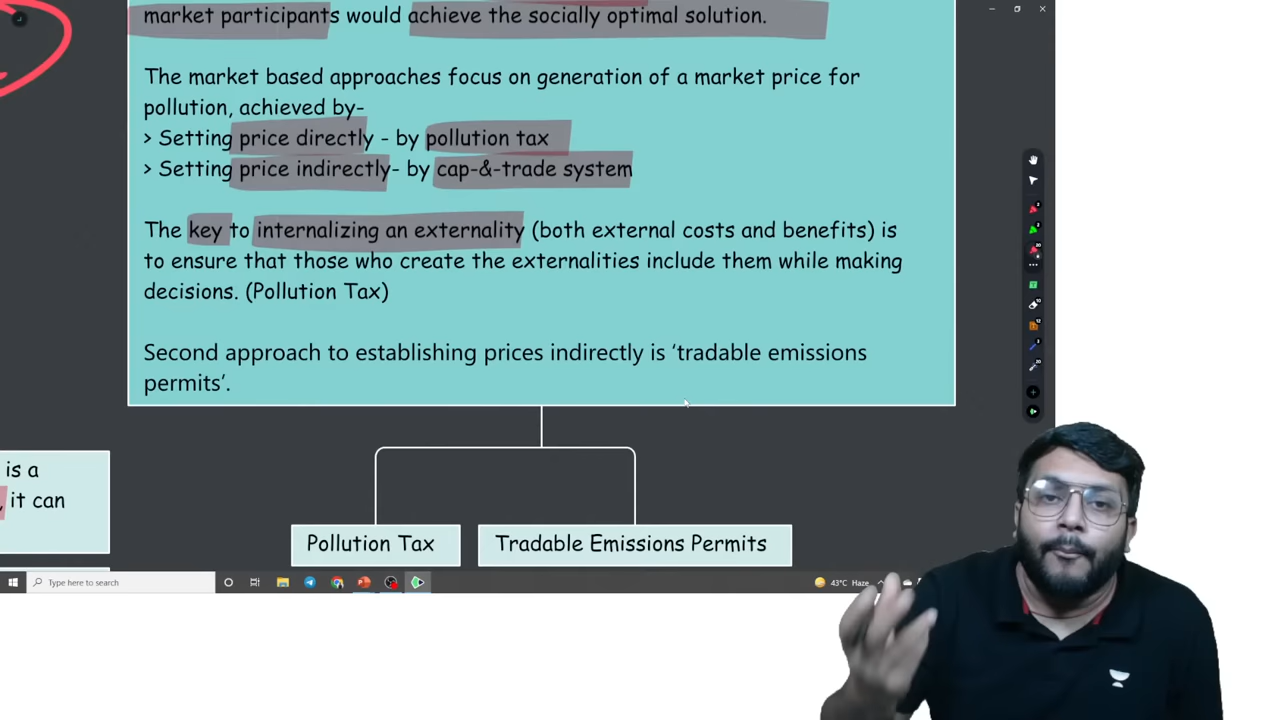 market participants would achieve the socially optimal solution.
The market based approaches focus on generation of a market price for
pollution, achieved by-
> Setting price directly - by pollution tax
> Setting price indirectly- by cap-&-trade system
The key to internalizing an externality (both external costs and benefits) is
to ensure that those who create the externalities include them while making
decisions. (Pollution Tax)
Second approach to establishing prices indirectly is ‘tradable emissions
permits’.
is a
, it can
Pollution Tax
Tradable Emissions Permits
Type here to search
43°C Haze